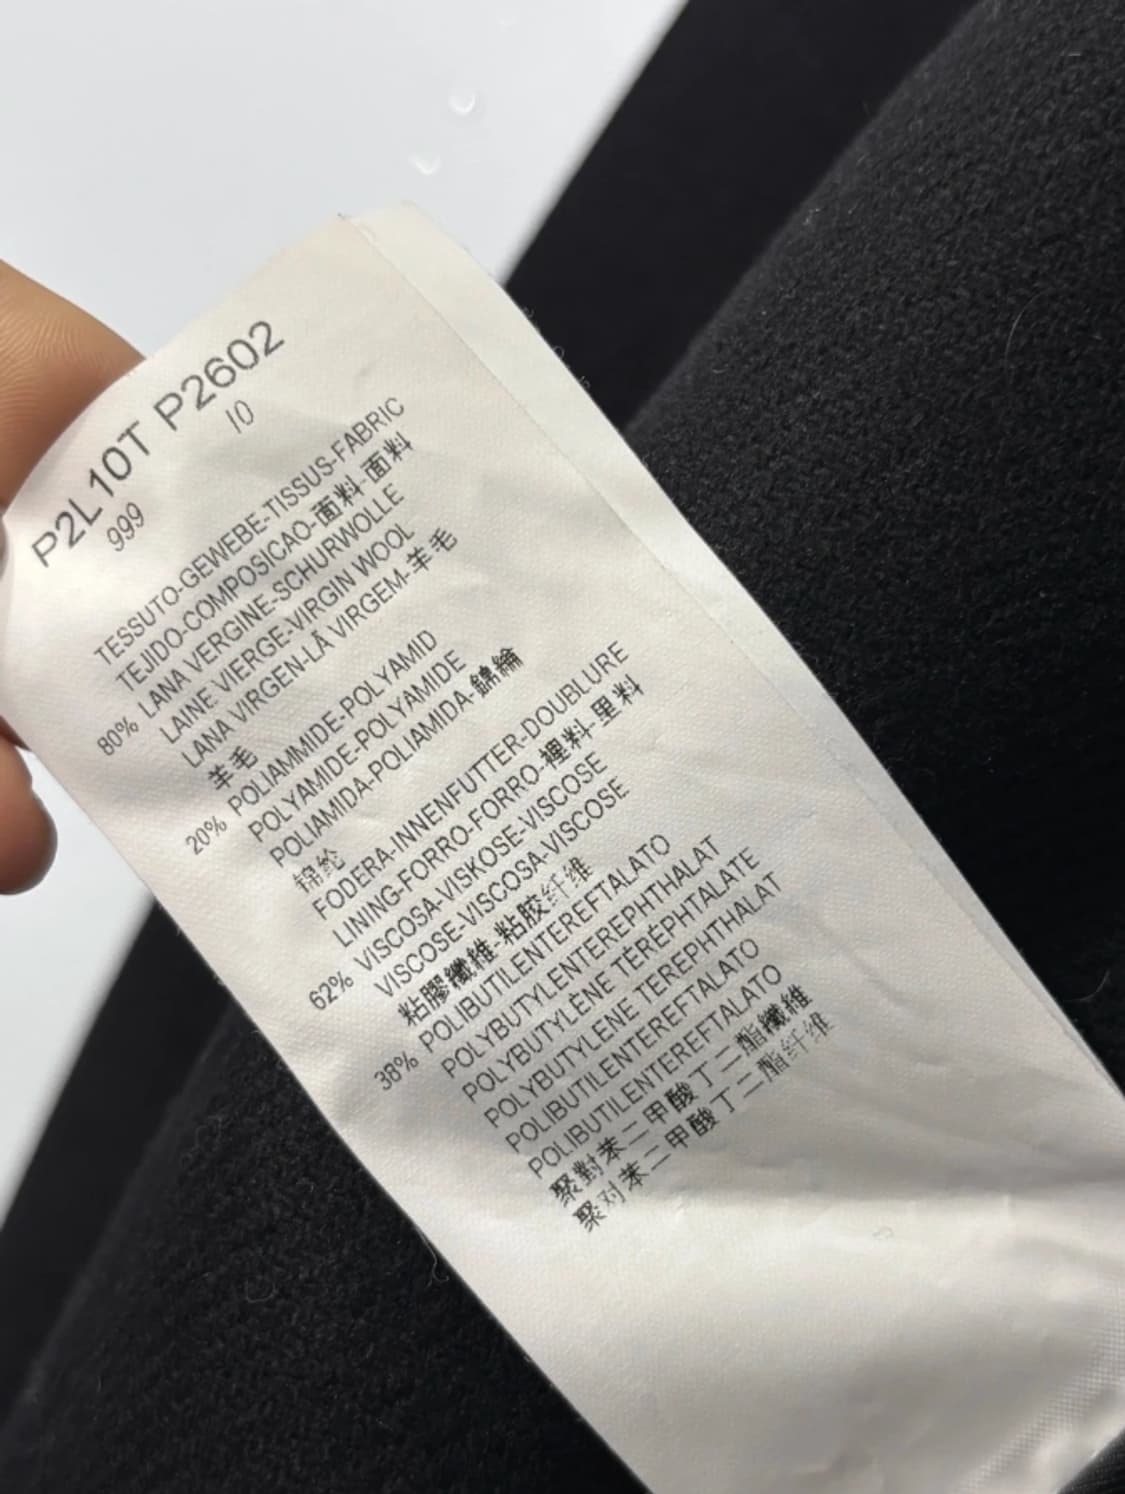 P2L10T P2602
999 10
TESSUTO-GEWEBE-TISSUS-FABRIC
TEJIDO-COMPOSICAO-面料-面料
80% LANA VERGINE-SCHURWOLLE
LAINE VIERGE-VIRGIN WOOL
LANA VIRGEN-LÃ VIRGEM-羊毛
羊毛
20% POLIAMMIDE-POLYAMID
POLYAMIDE-POLYAMIDE
POLIAMIDA-POLIAMIDA-錦綸
锦纶
FODERA-INNENFUTTER-DOUBLURE
LINING-FORRO-FORRO-裡料-里料
62% VISCOSA-VISKOSE-VISCOSE
VISCOSE-VISCOSA-VISCOSE
粘膠纖維-粘胶纤维
38% POLIBUTILENTEREFTALATO
POLYBUTYLENTEREPHTHALAT
POLYBUTYLÈNE TÉRÉPHTALATE
POLYBUTYLENE TEREPHTHALAT
POLIBUTILENTEREFTALATO
POLIBUTILENTEREFTALATO
聚對苯二甲酸丁二酯纖維
聚对苯二甲酸丁二酯纤维